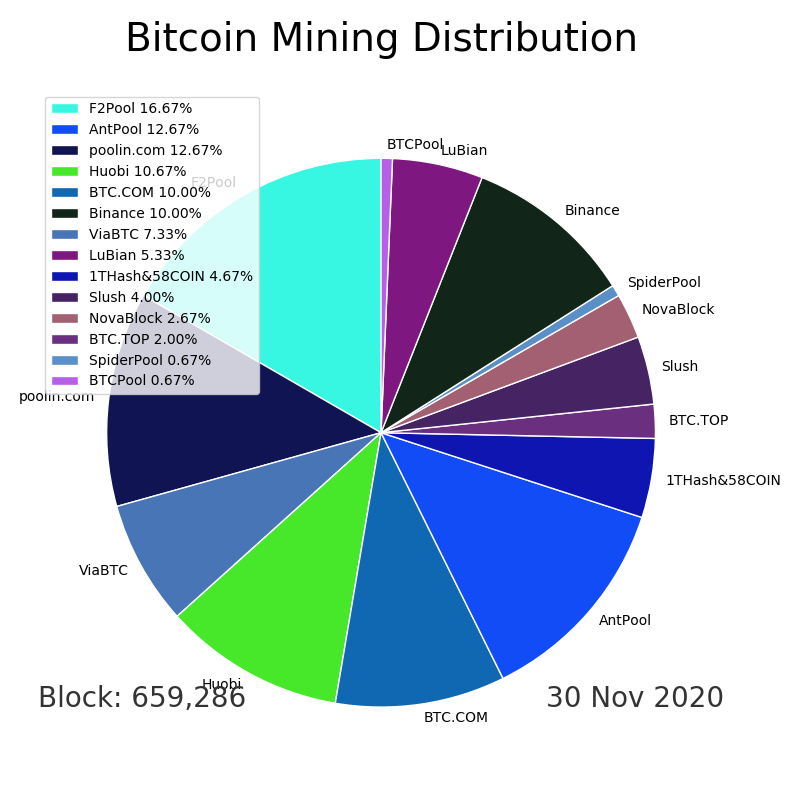 Bitcoin Mining Distribution
F2Pool 16.67%
AntPool 12.67%
poolin.com 12.67%
Huobi 10.67%
BTC.COM 10.00%
Binance 10.00%
ViaBTC 7.33%
LuBian 5.33%
1THash&58COIN 4.67%
Slush 4.00%
NovaBlock 2.67%
BTC.TOP 2.00%
SpiderPool 0.67%
BTCPool 0.67%
BTCPool
LuBian
F2Pool
Binance
SpiderPool
NovaBlock
Slush
poolin.com
BTC.TOP
1THash&58COIN
ViaBTC
AntPool
Huobi
BTC.COM
Block: 659,286
30 Nov 2020